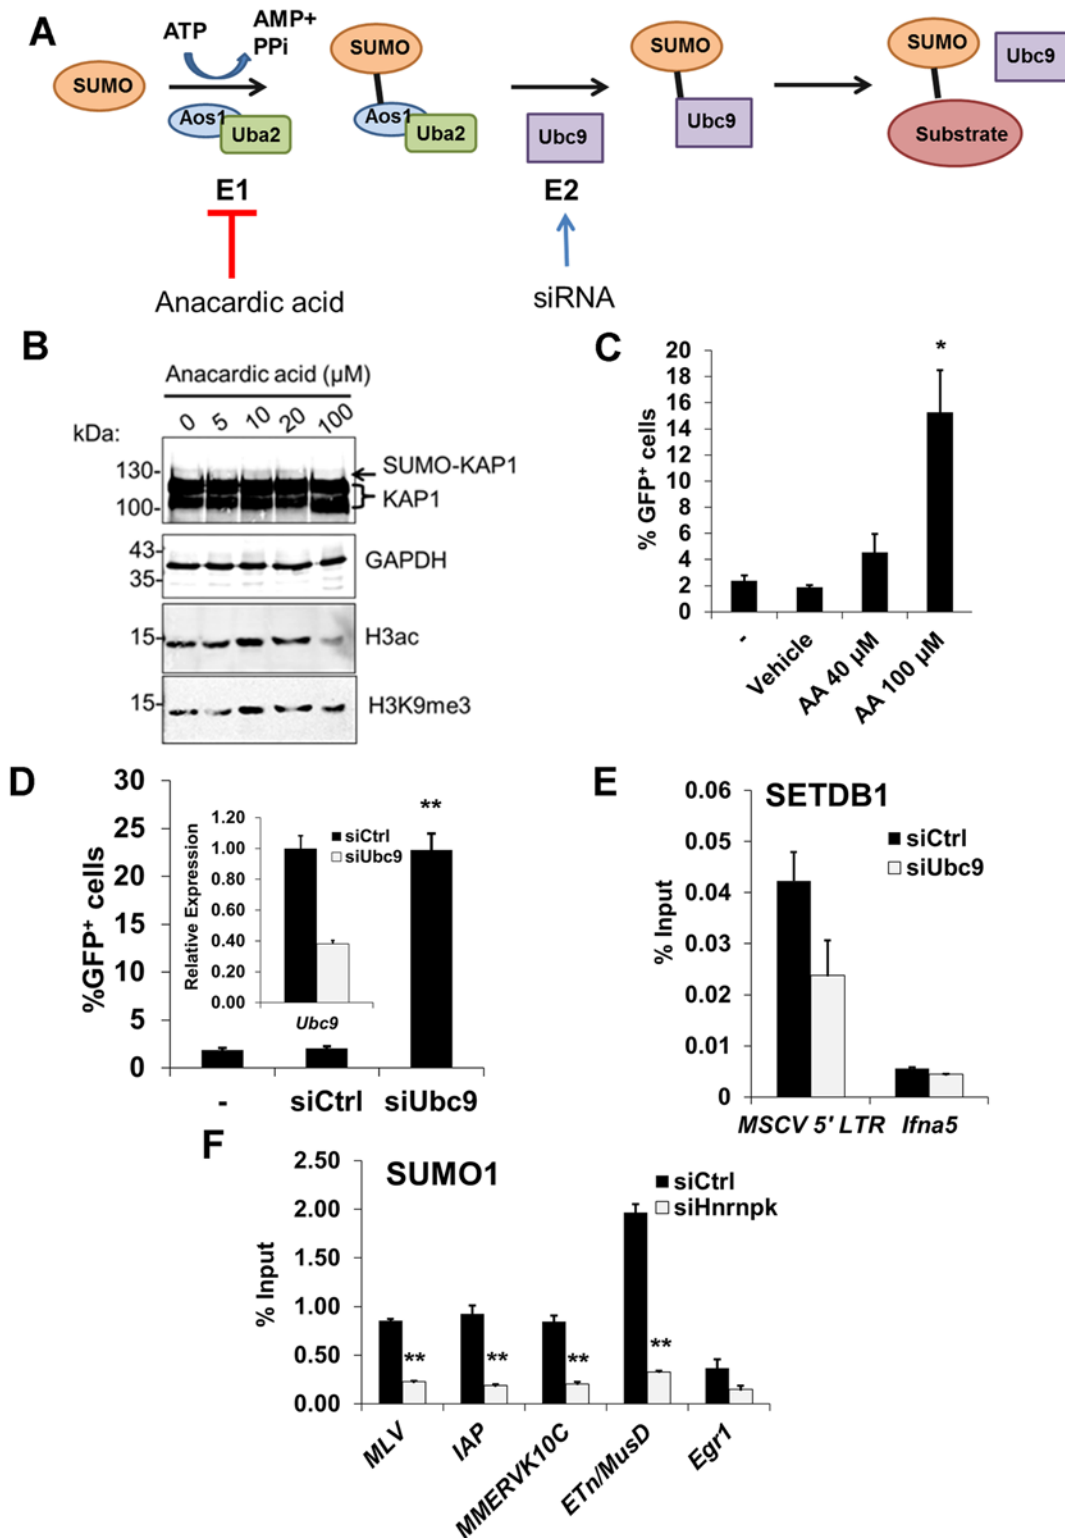 A
ATP
AMP+
PPi
SUMO
Aos1
Uba2
SUMO
Aos1
Uba2
Ubc9
SUMO
Ubc9
SUMO
Ubc9
Substrate
E1
E2
Anacardic acid
siRNA
B
Anacardic acid (µM)
0 5 10 20 100
kDa:
130-
100-
SUMO-KAP1
KAP1
43-
35-
GAPDH
15-
H3ac
15-
H3K9me3
C
% GFP+ cells
20
18
16
14
12
10
8
6
4
2
0
*
-
Vehicle
AA 40 µM
AA 100 µM
D
%GFP+ cells
30
25
20
15
10
5
0
**
Relative Expression
1.20
1.00
0.80
0.60
0.40
0.20
0.00
siCtrl
siUbc9
Ubc9
-
siCtrl
siUbc9
E
SETDB1
% Input
0.06
0.05
0.04
0.03
0.02
0.01
0
siCtrl
siUbc9
MSCV 5' LTR
Ifna5
F
SUMO1
% Input
2.50
2.00
1.50
1.00
0.50
0.00
siCtrl
siHnrnpk
** ** ** **
MLV
IAP
MMERVK10C
ETn/MusD
Egr1